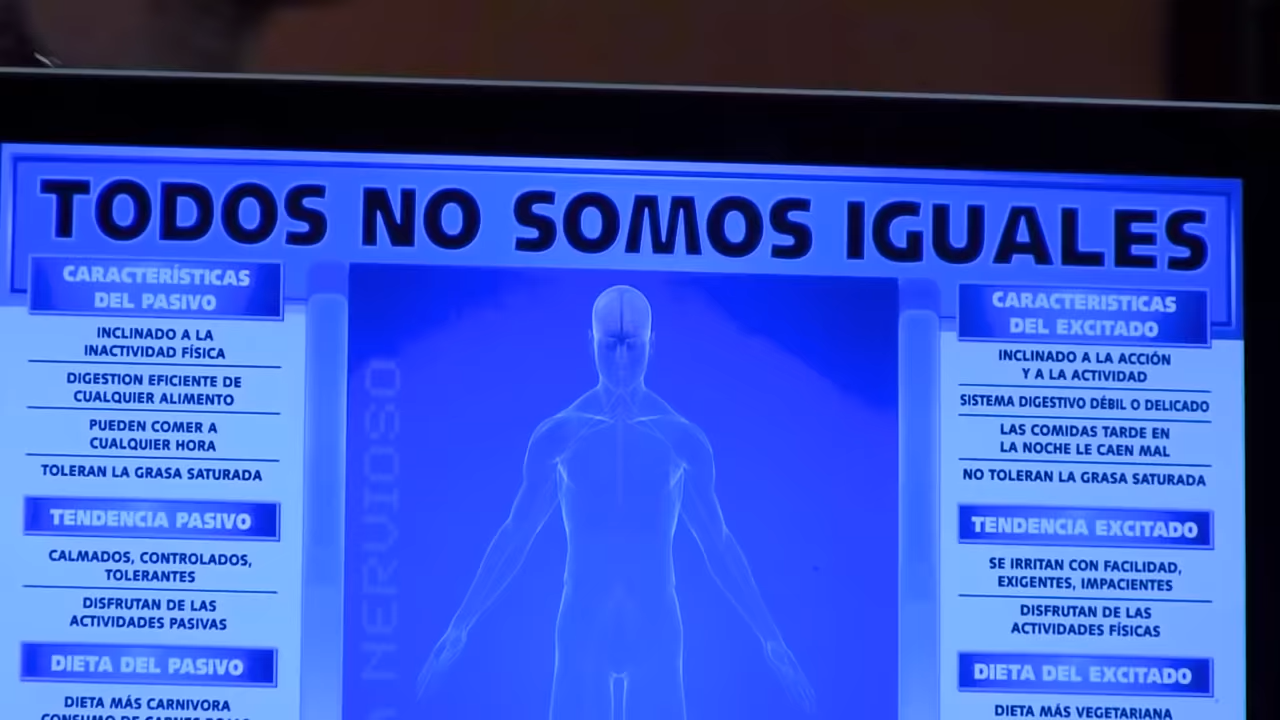 TODOS NO SOMOS IGUALES
CARACTERÍSTICAS
DEL PASIVO
INCLINADO A LA
INACTIVIDAD FÍSICA
DIGESTION EFICIENTE DE
CUALQUIER ALIMENTO
PUEDEN COMER A
CUALQUIER HORA
TOLERAN LA GRASA SATURADA
TENDENCIA PASIVO
CALMADOS, CONTROLADOS,
TOLERANTES
DISFRUTAN DE LAS
ACTIVIDADES PASIVAS
DIETA DEL PASIVO
DIETA MÁS CARNIVORA
CONSUMO DE CARNES
NERVIOSO
CARACTERISTICAS
DEL EXCITADO
INCLINADO A LA ACCIÓN
Y A LA ACTIVIDAD
SISTEMA DIGESTIVO DÉBIL O DELICADO
LAS COMIDAS TARDE EN
LA NOCHE LE CAEN MAL
NO TOLERAN LA GRASA SATURADA
TENDENCIA EXCITADO
SE IRRITAN CON FACILIDAD,
EXIGENTES, IMPACIENTES
DISFRUTAN DE LAS
ACTIVIDADES FÍSICAS
DIETA DEL EXCITADO
DIETA MÁS VEGETARIANA